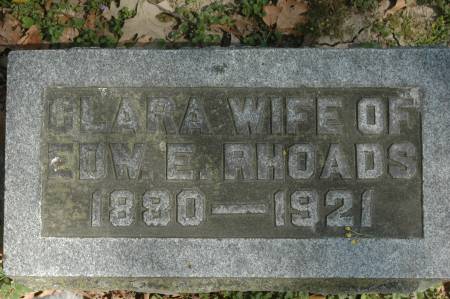 CLARA WIFE OF
EDW. E. RHOADS
1880—1921